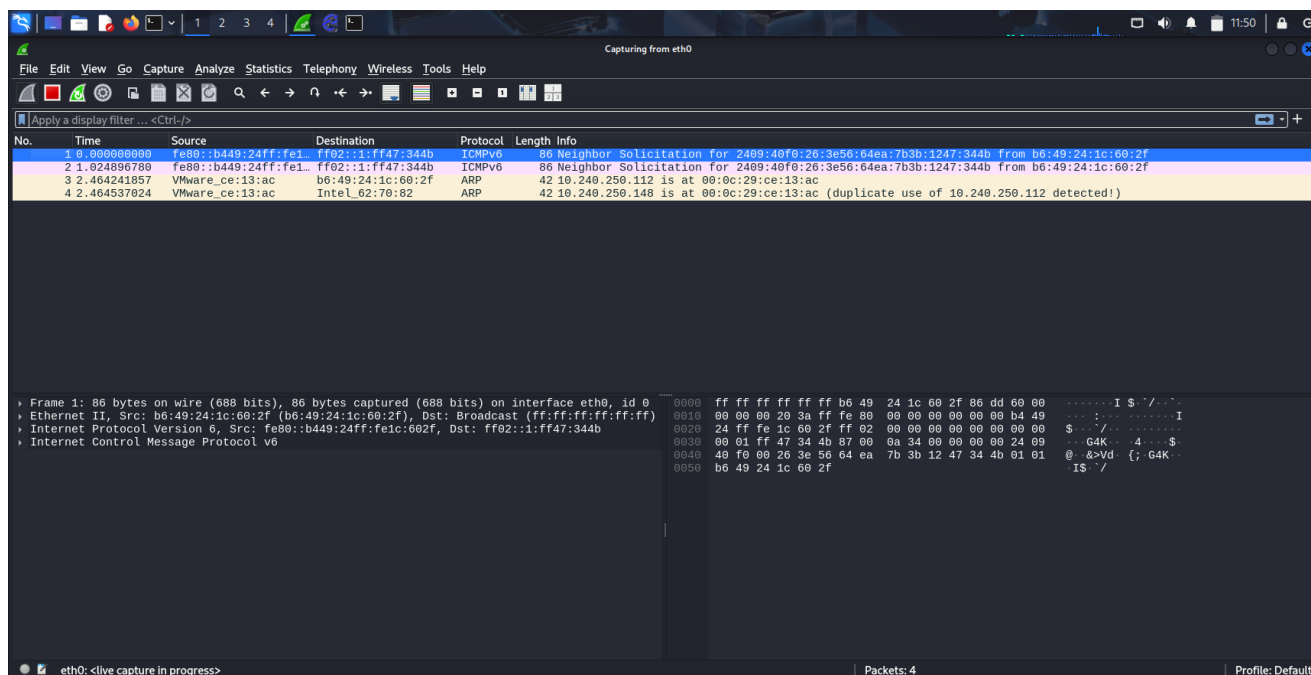 1 2 3 4 11:50
Capturing from eth0
File Edit View Go Capture Analyze Statistics Telephony Wireless Tools Help
Apply a display filter ... <Ctrl-/>
No. Time Source Destination Protocol Length Info
1 0.000000000 fe80::b449:24ff:fe1… ff02::1:ff47:344b ICMPv6 86 Neighbor Solicitation for 2409:40f0:26:3e56:64ea:7b3b:1247:344b from b6:49:24:1c:60:2f
2 1.024896780 fe80::b449:24ff:fe1… ff02::1:ff47:344b ICMPv6 86 Neighbor Solicitation for 2409:40f0:26:3e56:64ea:7b3b:1247:344b from b6:49:24:1c:60:2f
3 2.464241857 VMware_ce:13:ac b6:49:24:1c:60:2f ARP 42 10.240.250.112 is at 00:0c:29:ce:13:ac
4 2.464537024 VMware_ce:13:ac Intel_62:70:82 ARP 42 10.240.250.148 is at 00:0c:29:ce:13:ac (duplicate use of 10.240.250.112 detected!)
Frame 1: 86 bytes on wire (688 bits), 86 bytes captured (688 bits) on interface eth0, id 0
Ethernet II, Src: b6:49:24:1c:60:2f (b6:49:24:1c:60:2f), Dst: Broadcast (ff:ff:ff:ff:ff:ff)
Internet Protocol Version 6, Src: fe80::b449:24ff:fe1c:602f, Dst: ff02::1:ff47:344b
Internet Control Message Protocol v6
0000 ff ff ff ff ff ff b6 49 24 1c 60 2f 86 dd 60 00 ·······I $·`/··`·
0010 00 00 00 20 3a ff fe 80 00 00 00 00 00 00 b4 49 ··· :··· ·······I
0020 24 ff fe 1c 60 2f ff 02 00 00 00 00 00 00 00 00 $···`/·· ········
0030 00 01 ff 47 34 4b 87 00 0a 34 00 00 00 00 24 09 ···G4K·· ·4····$·
0040 40 f0 00 26 3e 56 64 ea 7b 3b 12 47 34 4b 01 01 @··&>Vd· {;·G4K··
0050 b6 49 24 1c 60 2f ·I$·`/
eth0: <live capture in progress> Packets: 4 Profile: Default